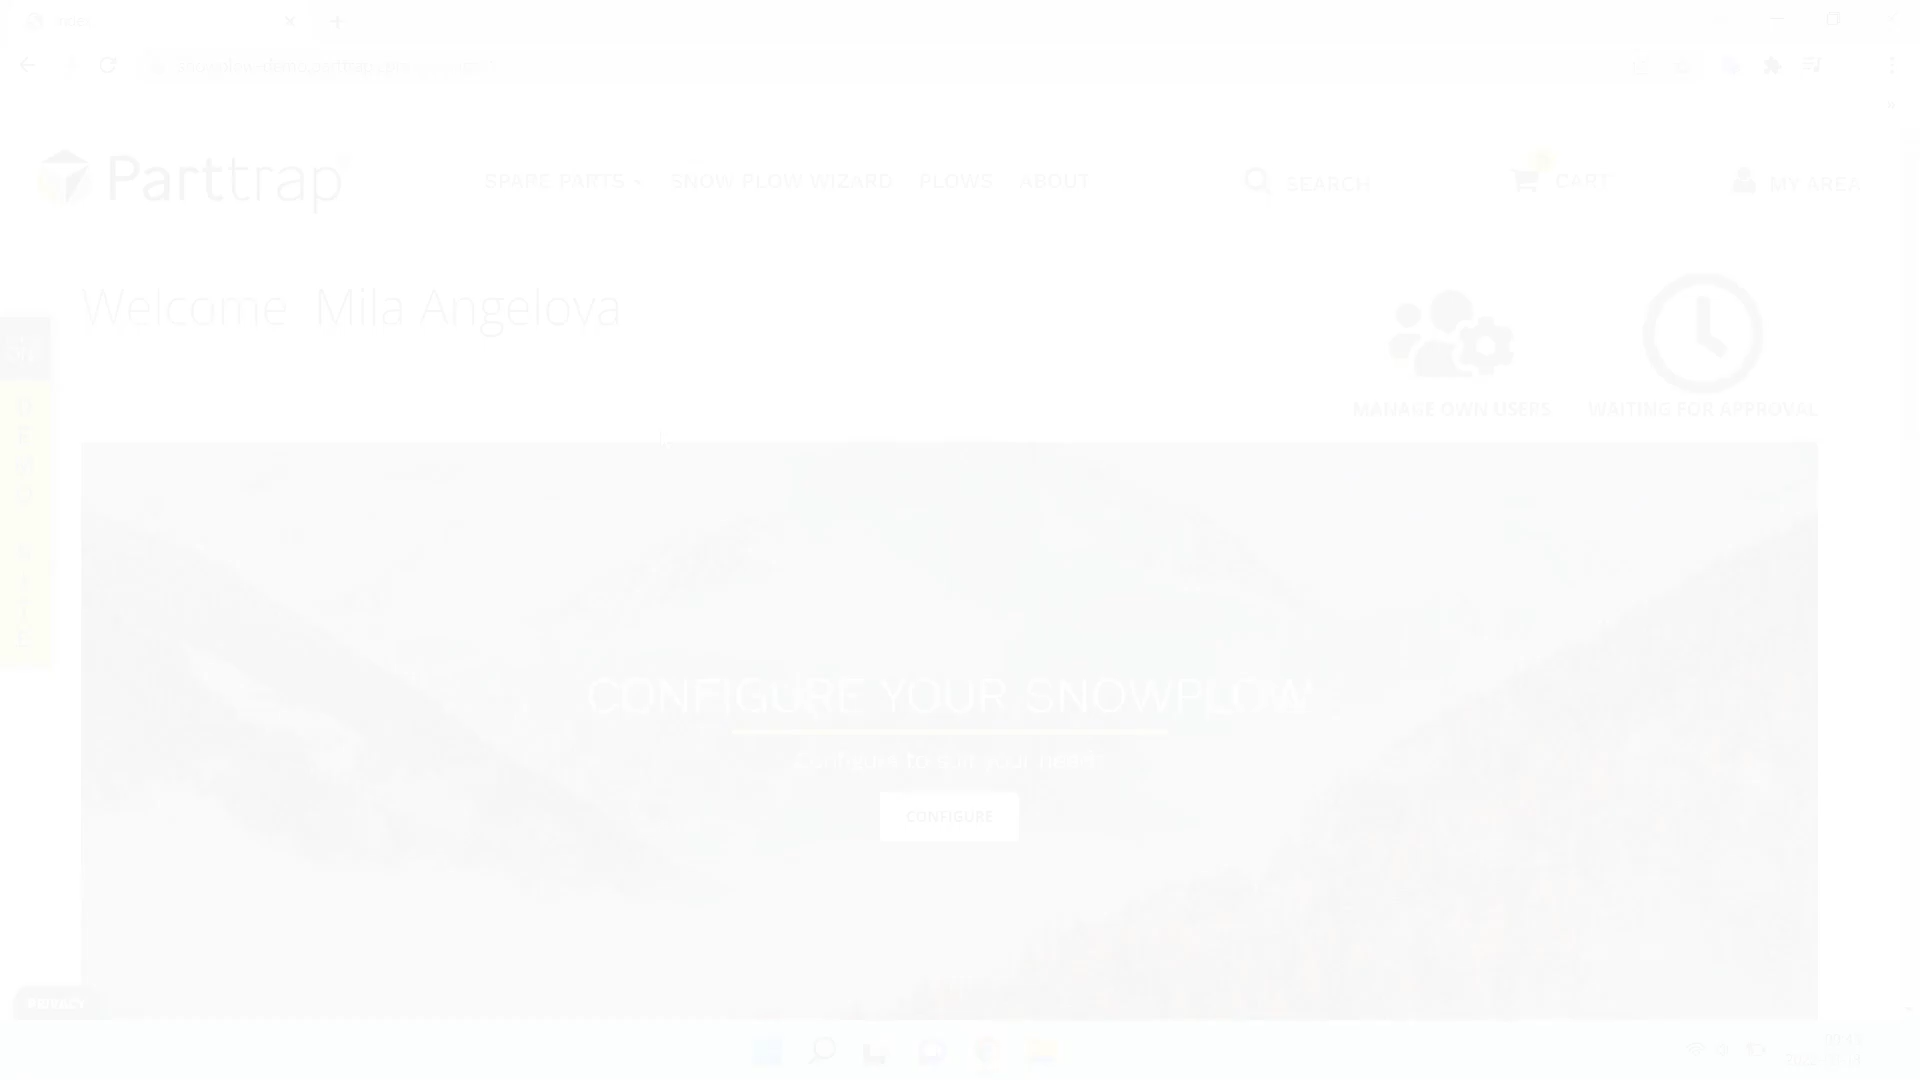 Parttrap
SPARE PARTS
SNOW PLOW WIZARD
PLOWS
ABOUT
SEARCH
CART
MY AREA
Welcome Mila Angelova
MANAGE OWN USERS
WAITING FOR APPROVAL
CONFIGURE YOUR SNOWPLOW
Configure to suit your needs
CONFIGURE
PRIVACY